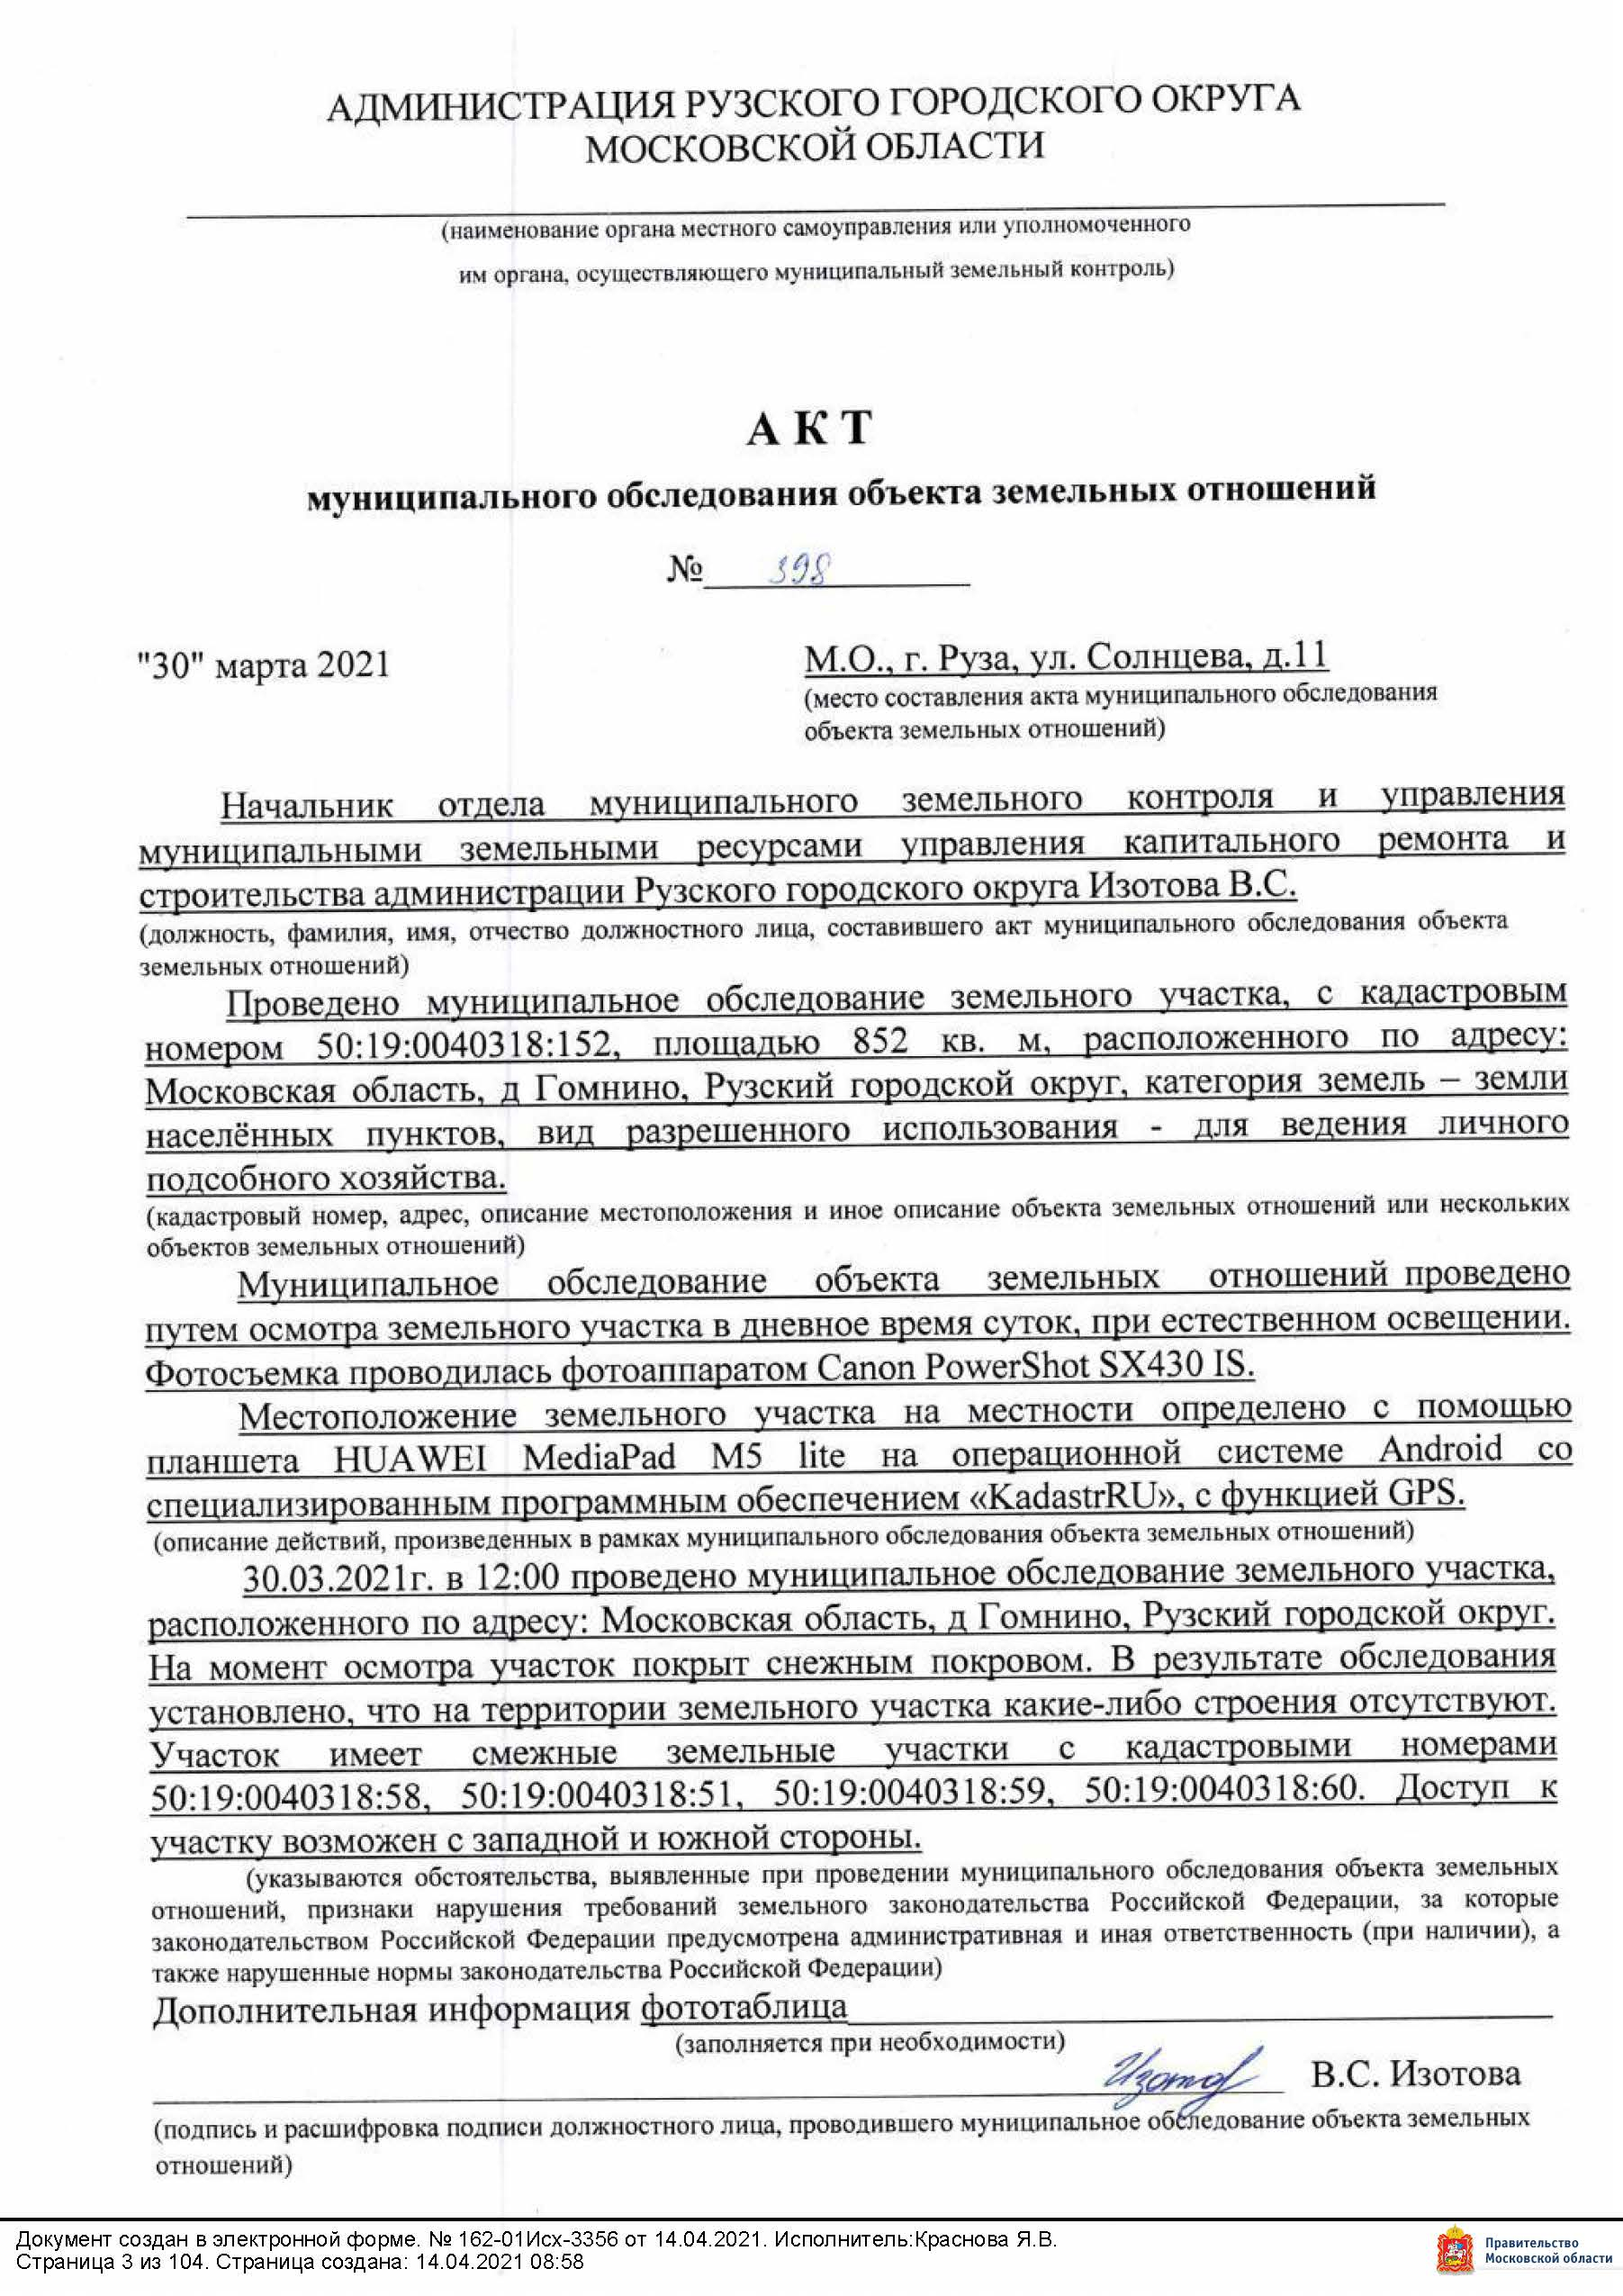 АДМИНИСТРАЦИЯ РУЗСКОГО ГОРОДСКОГО ОКРУГА
МОСКОВСКОЙ ОБЛАСТИ
(наименование органа местного самоуправления или уполномоченного
им органа, осуществляющего муниципальный земельный контроль)
А К Т
муниципального обследования объекта земельных отношений
№ 398
"30" марта 2021
М.О., г. Руза, ул. Солнцева, д.11
(место составления акта муниципального обследования
объекта земельных отношений)
Начальник отдела муниципального земельного контроля и управления
муниципальными земельными ресурсами управления капитального ремонта и
строительства администрации Рузского городского округа Изотова В.С.
(должность, фамилия, имя, отчество должностного лица, составившего акт муниципального обследования объекта
земельных отношений)
Проведено муниципальное обследование земельного участка, с кадастровым
номером 50:19:0040318:152, площадью 852 кв. м, расположенного по адресу:
Московская область, д Гомнино, Рузский городской округ, категория земель – земли
населённых пунктов, вид разрешенного использования - для ведения личного
подсобного хозяйства.
(кадастровый номер, адрес, описание местоположения и иное описание объекта земельных отношений или нескольких
объектов земельных отношений)
Муниципальное обследование объекта земельных отношений проведено
путем осмотра земельного участка в дневное время суток, при естественном освещении.
Фотосъемка проводилась фотоаппаратом Canon PowerShot SX430 IS.
Местоположение земельного участка на местности определено с помощью
планшета HUAWEI MediaPad M5 lite на операционной системе Android со
специализированным программным обеспечением «KadastrRU», с функцией GPS.
(описание действий, произведенных в рамках муниципального обследования объекта земельных отношений)
30.03.2021г. в 12:00 проведено муниципальное обследование земельного участка,
расположенного по адресу: Московская область, д Гомнино, Рузский городской округ.
На момент осмотра участок покрыт снежным покровом. В результате обследования
установлено, что на территории земельного участка какие-либо строения отсутствуют.
Участок имеет смежные земельные участки с кадастровыми номерами
50:19:0040318:58, 50:19:0040318:51, 50:19:0040318:59, 50:19:0040318:60. Доступ к
участку возможен с западной и южной стороны.
(указываются обстоятельства, выявленные при проведении муниципального обследования объекта земельных
отношений, признаки нарушения требований земельного законодательства Российской Федерации, за которые
законодательством Российской Федерации предусмотрена административная и иная ответственность (при наличии), а
также нарушенные нормы законодательства Российской Федерации)
Дополнительная информация фототаблица
(заполняется при необходимости)
Изотов В.С. Изотова
(подпись и расшифровка подписи должностного лица, проводившего муниципальное обследование объекта земельных
отношений)
Документ создан в электронной форме. № 162-01Исх-3356 от 14.04.2021. Исполнитель:Краснова Я.В.
Страница 3 из 104. Страница создана: 14.04.2021 08:58
Правительство
Московской области